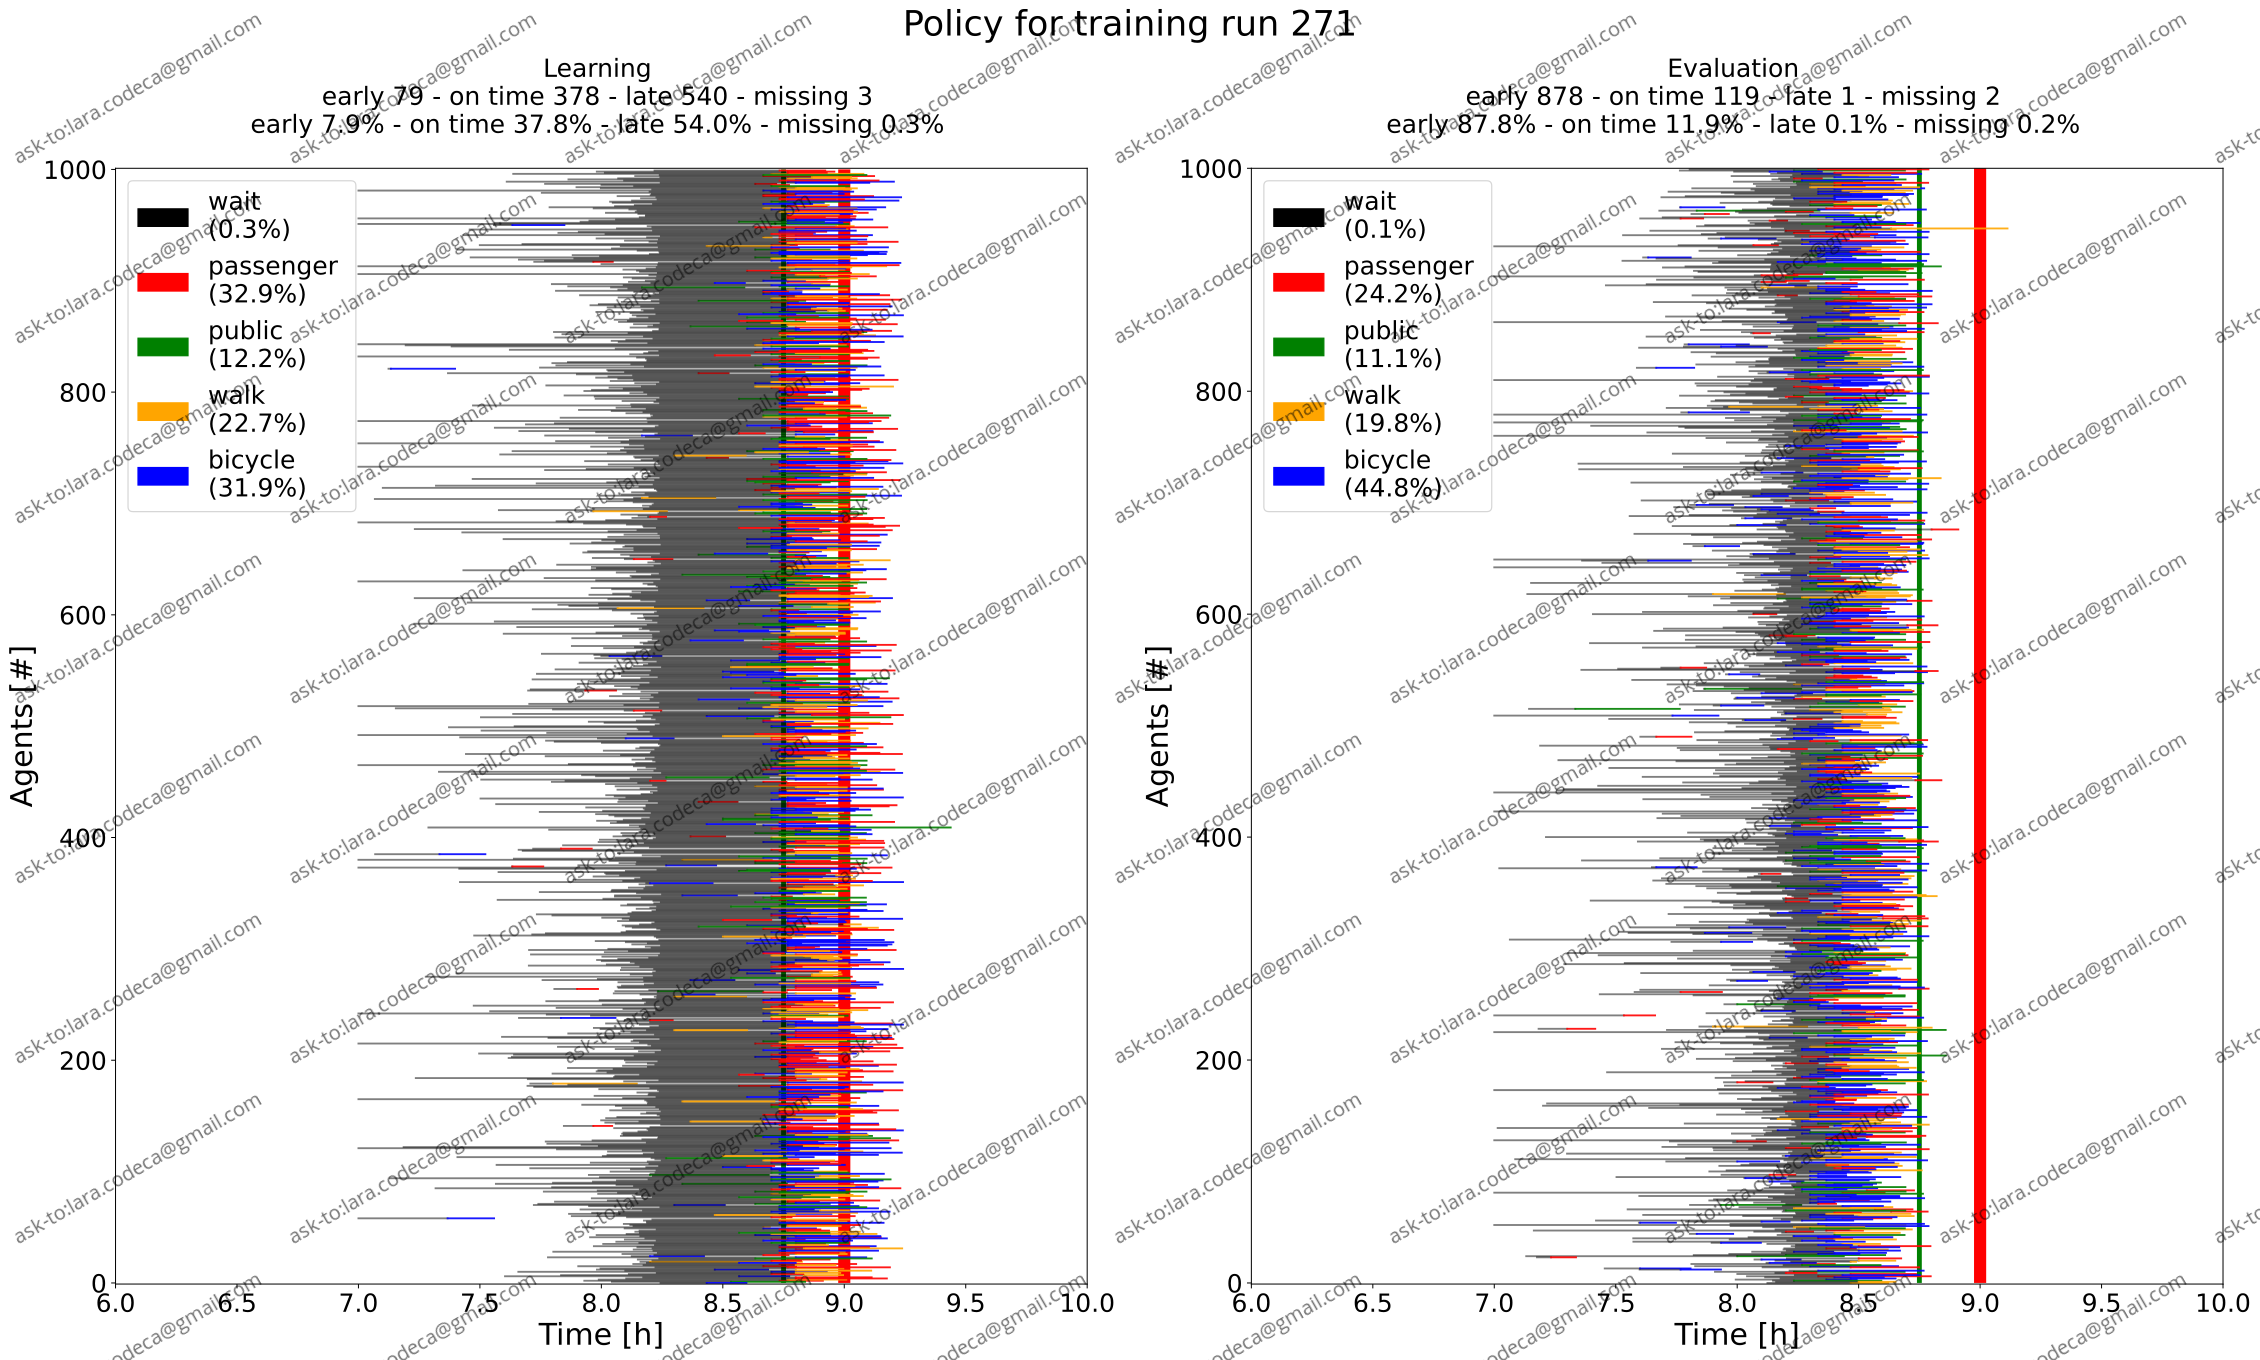 Policy for training run 271
Learning
early 79 - on time 378 - late 540 - missing 3
early 7.9% - on time 37.8% - late 54.0% - missing 0.3%
1000
800
600
400
200
0
Agents [#]
wait
(0.3%)
passenger
(32.9%)
public
(12.2%)
walk
(22.7%)
bicycle
(31.9%)
6.0 6.5 7.0 7.5 8.0 8.5 9.0 9.5 10.0
Time [h]
Evaluation
early 878 - on time 119 - late 1 - missing 2
early 87.8% - on time 11.9% - late 0.1% - missing 0.2%
1000
800
600
400
200
0
Agents [#]
wait
(0.1%)
passenger
(24.2%)
public
(11.1%)
walk
(19.8%)
bicycle
(44.8%)
6.0 6.5 7.0 7.5 8.0 8.5 9.0 9.5 10.0
Time [h]
ask-to:lara.codeca@gmail.com